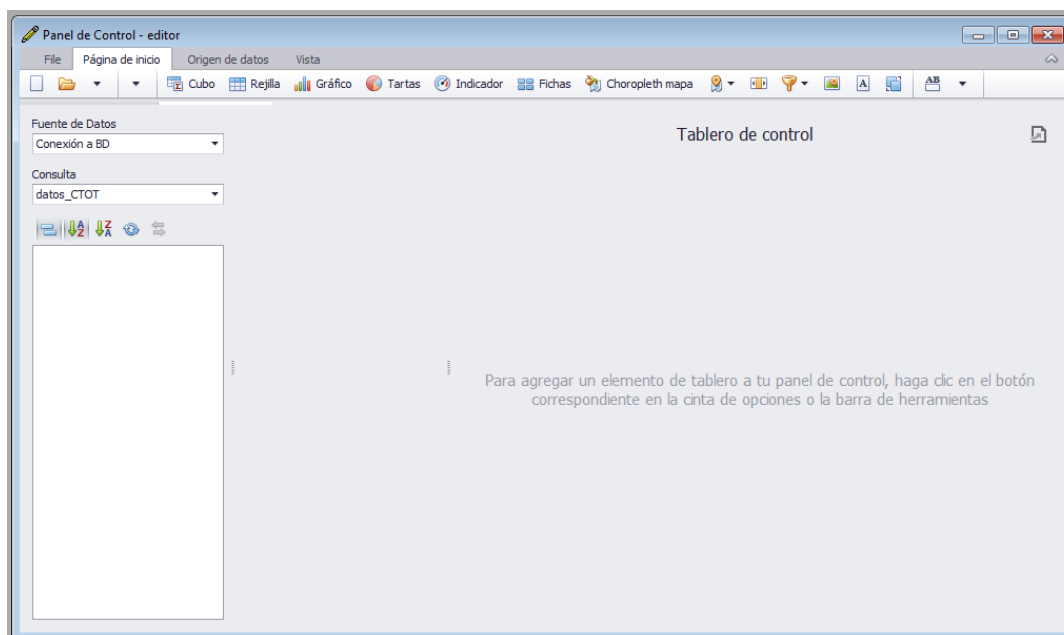 Panel de Control - editor
File Página de inicio Origen de datos Vista
Cubo Rejilla Gráfico Tartas Indicador Fichas Choropleth mapa A AB
Fuente de Datos
Conexión a BD
Consulta
datos_CTOT
A Z Z A
Tablero de control
Para agregar un elemento de tablero a tu panel de control, haga clic en el botón
correspondiente en la cinta de opciones o la barra de herramientas